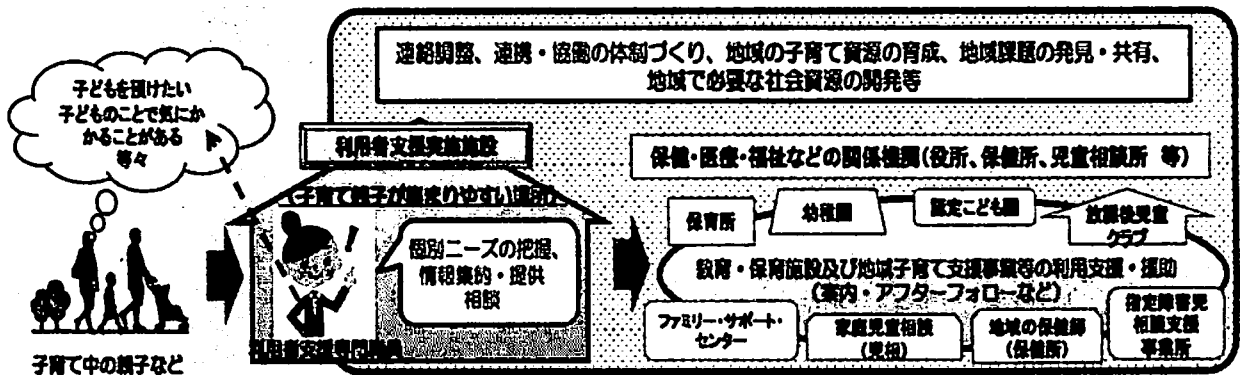 連絡調整、連携・協働の体制づくり、地域の子育て資源の育成、地域課題の発見・共有、
地域で必要な社会資源の開発等
子どもを預けたい
子どものことで気にか
かることがある
等々
利用者支援実施施設
(子育て親子が集まりやすい場所)
個別ニーズの把握、
情報集約・提供
相談
利用者支援専門職員
子育て中の親子など
保健・医療・福祉などの関係機関(役所、保健所、児童相談所 等)
保育所
幼稚園
認定こども園
放課後児童
クラブ
教育・保育施設及び地域子育て支援事業等の利用支援・援助
(案内・アフターフォローなど)
ファミリー・サポート・
センター
家庭児童相談
(児相)
地域の保健師
(保健所)
指定障害児
相談支援
事業所